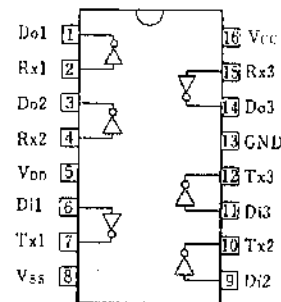 Do1 1
Rx1 2
Do2 3
Rx2 4
VDD 5
Di1 6
Tx1 7
VSS 8
16 VCC
15 Rx3
14 Do3
13 GND
12 Tx3
11 Di3
10 Tx2
9 Di2